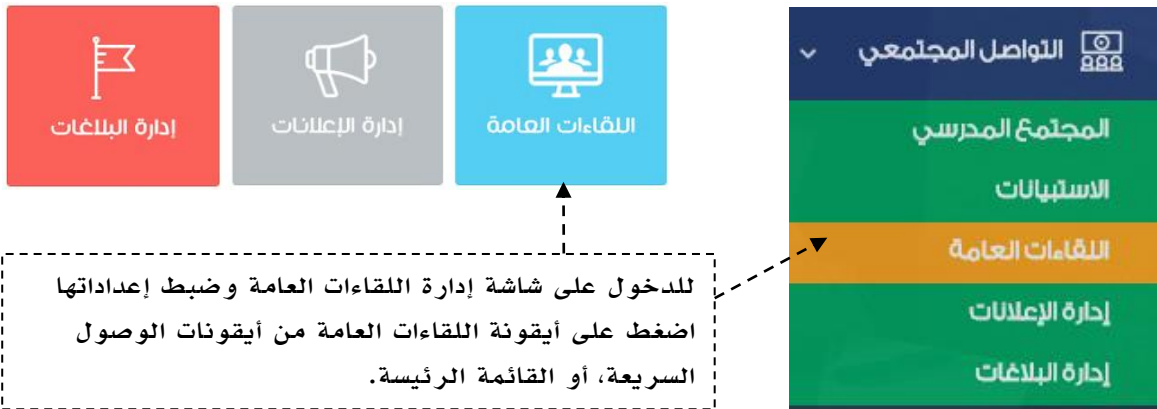 التواصل المجتمعي
المجتمع المدرسي
الاستبيانات
اللقاءات العامة
إدارة الإعلانات
إدارة البلاغات
اللقاءات العامة
إدارة الإعلانات
إدارة البلاغات
للدخول على شاشة إدارة اللقاءات العامة وضبط إعداداتها
اضغط على أيقونة اللقاءات العامة من أيقونات الوصول
السريعة، أو القائمة الرئيسة.